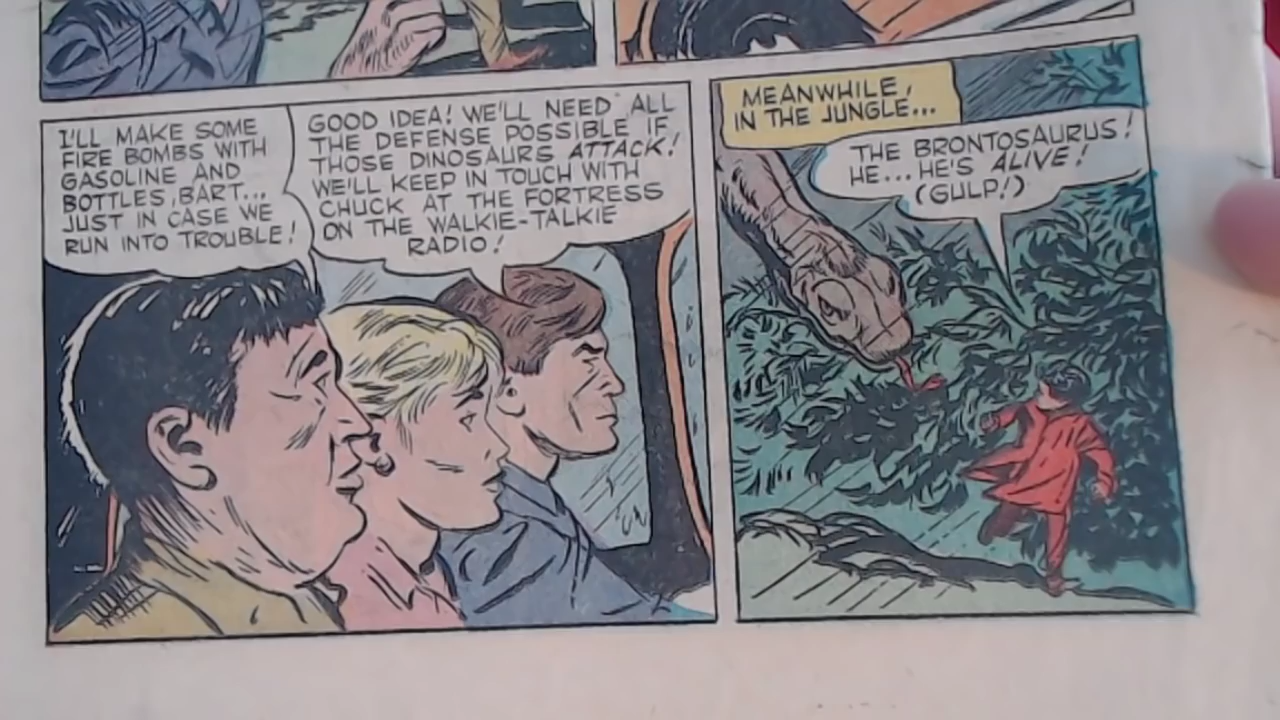 I'LL MAKE SOME
FIRE BOMBS WITH
GASOLINE AND
BOTTLES, BART...
JUST IN CASE WE
RUN INTO TROUBLE!
GOOD IDEA! WE'LL NEED ALL
THE DEFENSE POSSIBLE IF
THOSE DINOSAURS ATTACK!
WE'LL KEEP IN TOUCH WITH
CHUCK AT THE FORTRESS
ON THE WALKIE-TALKIE
RADIO!
MEANWHILE,
IN THE JUNGLE...
THE BRONTOSAURUS!
HE...HE'S ALIVE!
(GULP!)